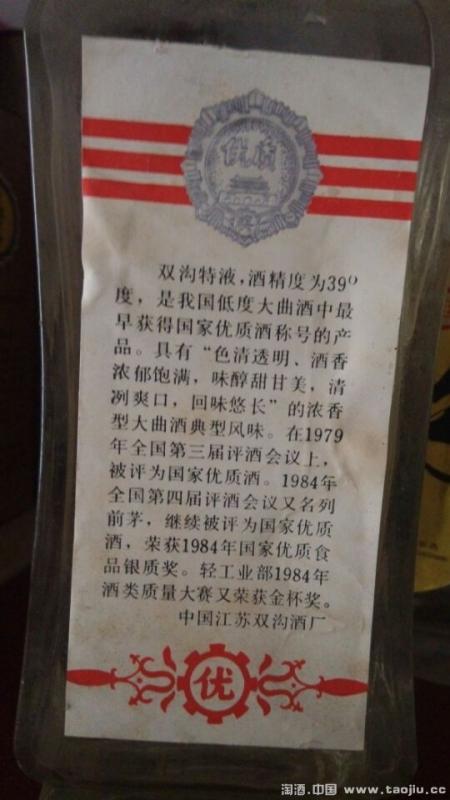 优质
奖
双沟特液,酒精度为39°
度,是我国低度大曲酒中最
早获得国家优质酒称号的产
品。具有“色清透明、酒香
浓郁饱满,味醇甜甘美,清
冽爽口,回味悠长”的浓香
型大曲酒典型风味。在1979
年全国第三届评酒会议上,
被评为国家优质酒。1984年
全国第四届评酒会议又名列
前茅,继续被评为国家优质
酒,荣获1984年国家优质食
品银质奖。轻工业部1984年
酒类质量大赛又荣获金杯奖。
中国江苏双沟酒厂
优
淘酒.中国 www.taojiu.cc